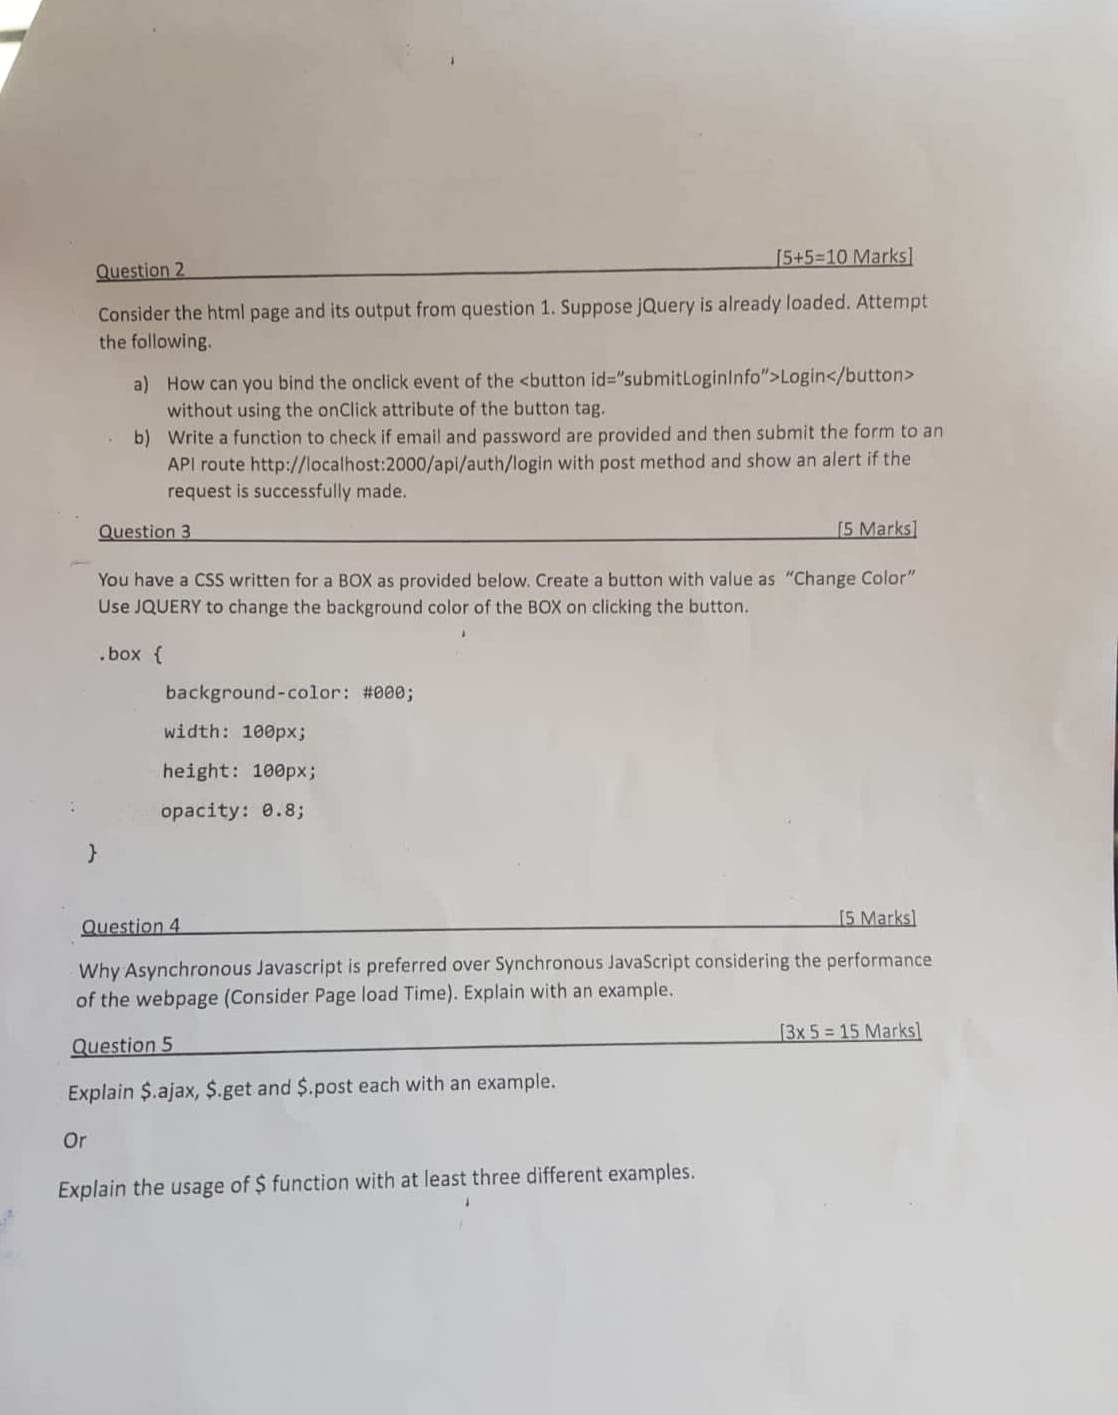 Question 2 [5+5=10 Marks]
Consider the html page and its output from question 1. Suppose jQuery is already loaded. Attempt
the following.
a) How can you bind the onclick event of the <button id="submitLoginInfo">Login</button>
without using the onClick attribute of the button tag.
b) Write a function to check if email and password are provided and then submit the form to an
API route http://localhost:2000/api/auth/login with post method and show an alert if the
request is successfully made.
Question 3 [5 Marks]
You have a CSS written for a BOX as provided below. Create a button with value as “Change Color”
Use JQUERY to change the background color of the BOX on clicking the button.
.box {
background-color: #000;
width: 100px;
height: 100px;
opacity: 0.8;
}
Question 4 [5 Marks]
Why Asynchronous Javascript is preferred over Synchronous JavaScript considering the performance
of the webpage (Consider Page load Time). Explain with an example.
Question 5 [3x 5 = 15 Marks]
Explain $.ajax, $.get and $.post each with an example.
Or
Explain the usage of $ function with at least three different examples.